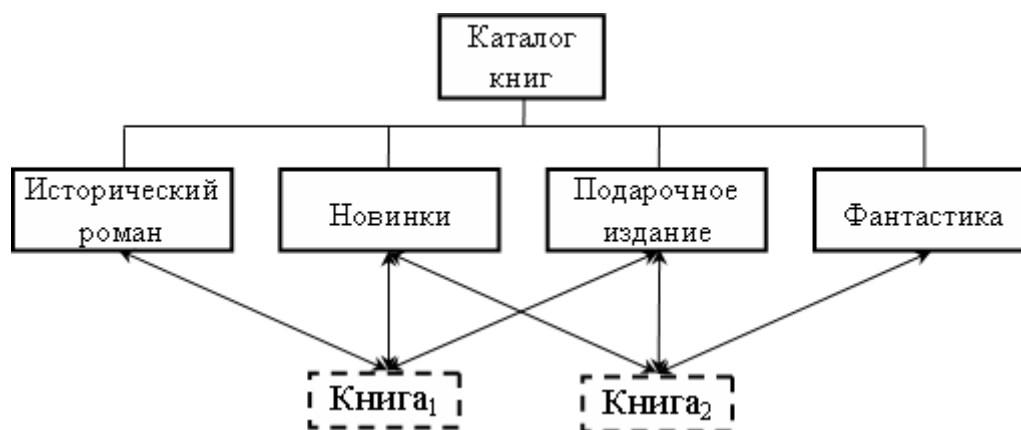 Каталог
книг
Исторический
роман
Новинки
Подарочное
издание
Фантастика
Книга₁
Книга₂